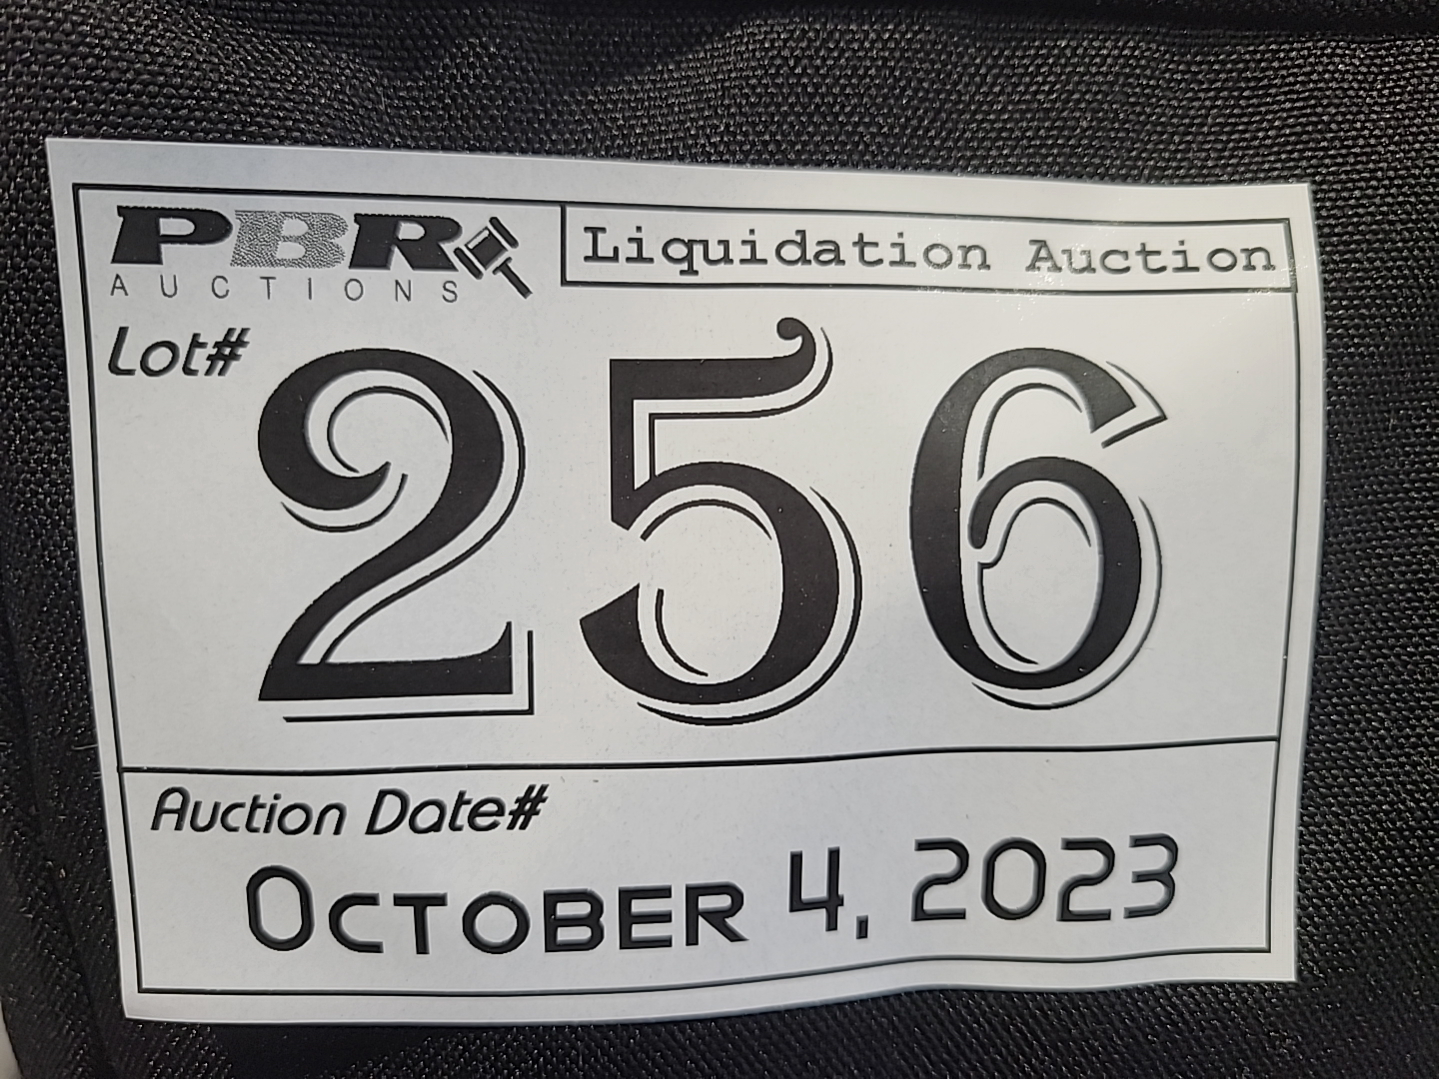 PBR
AUCTIONS
Liquidation Auction
Lot#
256
Auction Date#
OCTOBER 4, 2023